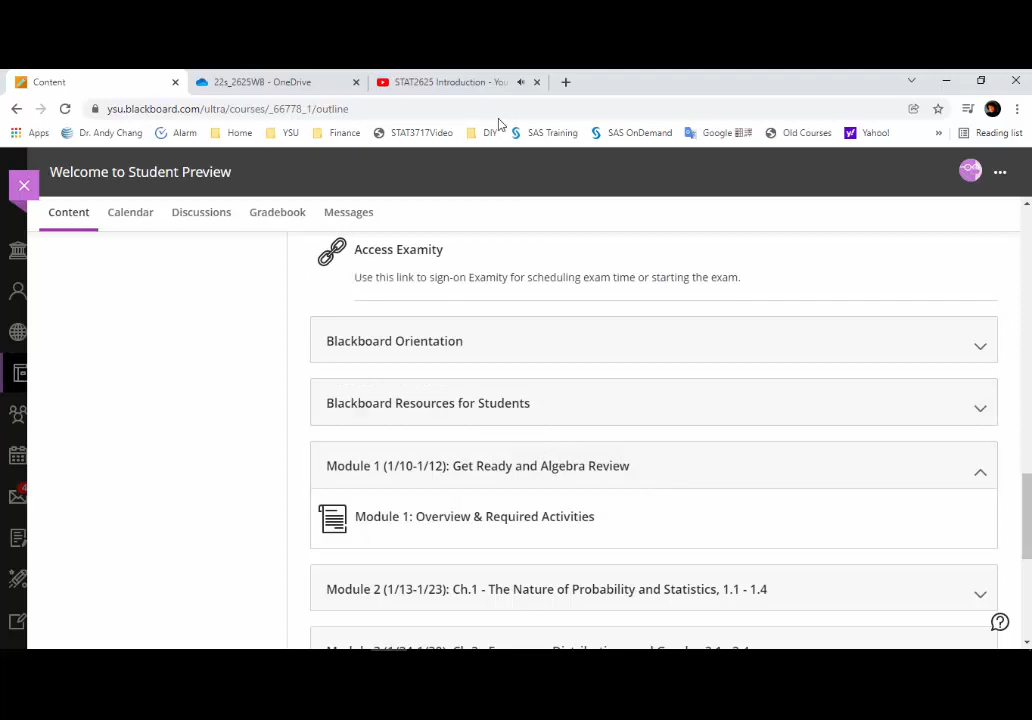 Content
22s_2625WB - OneDrive
STAT2625 Introduction - You
ysu.blackboard.com/ultra/courses/_66778_1/outline
Apps Dr. Andy Chang Alarm Home YSU Finance STAT3717Video DIY SAS Training SAS OnDemand Google 翻譯 Old Courses Yahoo! » Reading list
Welcome to Student Preview
Content Calendar Discussions Gradebook Messages
Access Examity
Use this link to sign-on Examity for scheduling exam time or starting the exam.
Blackboard Orientation
Blackboard Resources for Students
Module 1 (1/10-1/12): Get Ready and Algebra Review
Module 1: Overview & Required Activities
Module 2 (1/13-1/23): Ch.1 - The Nature of Probability and Statistics, 1.1 - 1.4